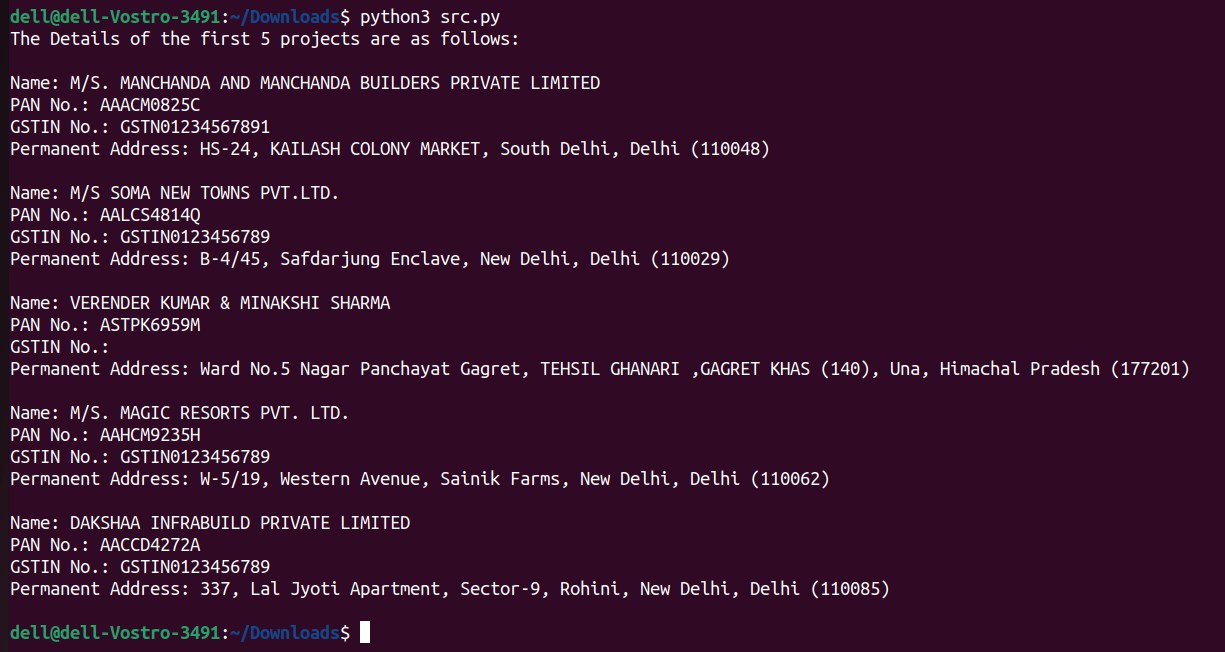 dell@dell-Vostro-3491:~/Downloads$ python3 src.py
The Details of the first 5 projects are as follows:
Name: M/S. MANCHANDA AND MANCHANDA BUILDERS PRIVATE LIMITED
PAN No.: AAACM0825C
GSTIN No.: GSTN01234567891
Permanent Address: HS-24, KAILASH COLONY MARKET, South Delhi, Delhi (110048)
Name: M/S SOMA NEW TOWNS PVT.LTD.
PAN No.: AALCS4814Q
GSTIN No.: GSTIN0123456789
Permanent Address: B-4/45, Safdarjung Enclave, New Delhi, Delhi (110029)
Name: VERENDER KUMAR & MINAKSHI SHARMA
PAN No.: ASTPK6959M
GSTIN No.:
Permanent Address: Ward No.5 Nagar Panchayat Gagret, TEHSIL GHANARI ,GAGRET KHAS (140), Una, Himachal Pradesh (177201)
Name: M/S. MAGIC RESORTS PVT. LTD.
PAN No.: AAHCM9235H
GSTIN No.: GSTIN0123456789
Permanent Address: W-5/19, Western Avenue, Sainik Farms, New Delhi, Delhi (110062)
Name: DAKSHAA INFRABUILD PRIVATE LIMITED
PAN No.: AACCD4272A
GSTIN No.: GSTIN0123456789
Permanent Address: 337, Lal Jyoti Apartment, Sector-9, Rohini, New Delhi, Delhi (110085)
dell@dell-Vostro-3491:~/Downloads$